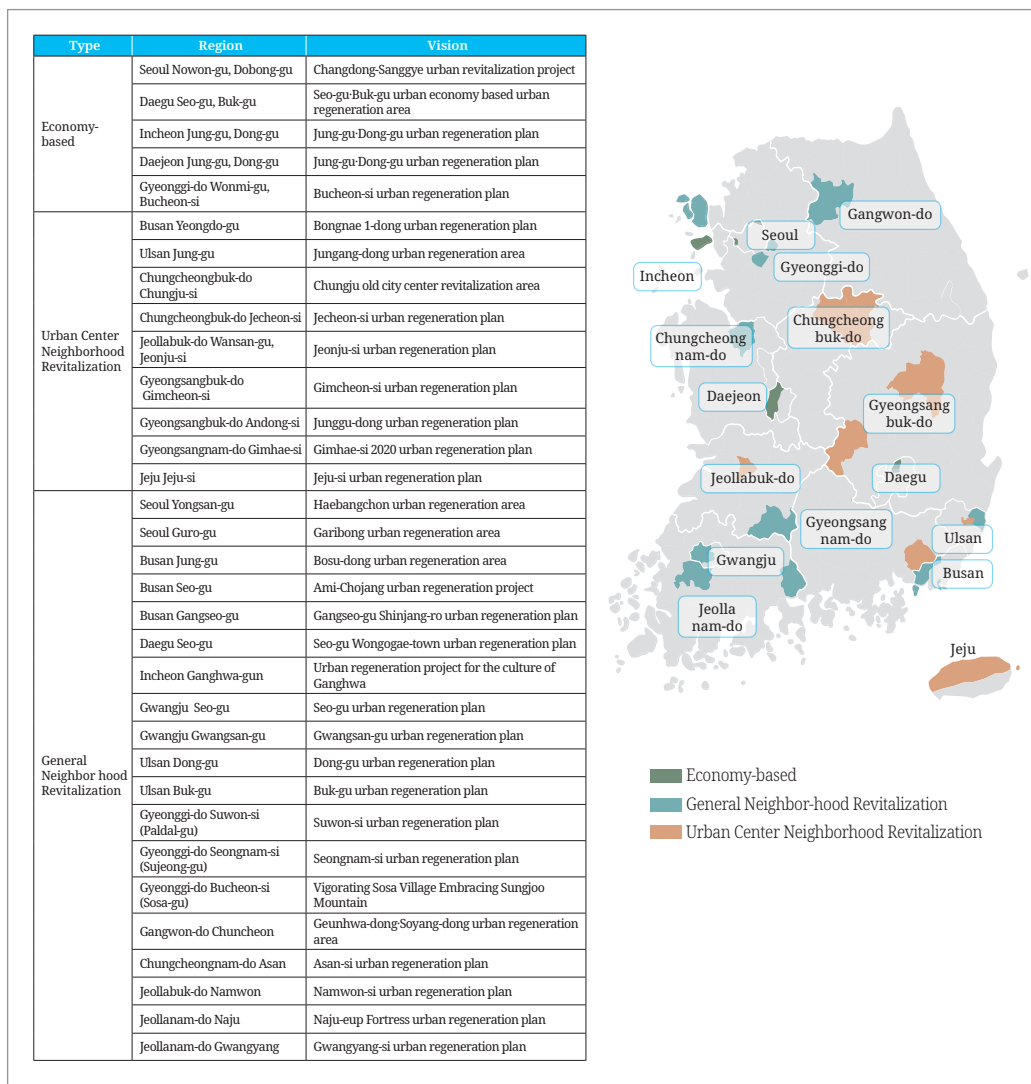 Type Region Vision
Economy-
based
Seoul Nowon-gu, Dobong-gu Changdong-Sanggye urban revitalization project
Daegu Seo-gu, Buk-gu Seo-gu·Buk-gu urban economy based urban
regeneration area
Incheon Jung-gu, Dong-gu Jung-gu·Dong-gu urban regeneration plan
Daejeon Jung-gu, Dong-gu Jung-gu·Dong-gu urban regeneration plan
Gyeonggi-do Wonmi-gu,
Bucheon-si
Bucheon-si urban regeneration plan
Urban Center
Neighborhood
Revitalization
Busan Yeongdo-gu Bongnae 1-dong urban regeneration plan
Ulsan Jung-gu Jungang-dong urban regeneration area
Chungcheongbuk-do
Chungju-si
Chungju old city center revitalization area
Chungcheongbuk-do Jecheon-si Jecheon-si urban regeneration plan
Jeollabuk-do Wansan-gu,
Jeonju-si
Jeonju-si urban regeneration plan
Gyeongsangbuk-do
Gimcheon-si
Gimcheon-si urban regeneration plan
Gyeongsangbuk-do Andong-si Junggu-dong urban regeneration plan
Gyeongsangnam-do Gimhae-si Gimhae-si 2020 urban regeneration plan
Jeju Jeju-si Jeju-si urban regeneration plan
General
Neighbor hood
Revitalization
Seoul Yongsan-gu Haebangchon urban regeneration area
Seoul Guro-gu Garibong urban regeneration area
Busan Jung-gu Bosu-dong urban regeneration area
Busan Seo-gu Ami-Chojang urban regeneration project
Busan Gangseo-gu Gangseo-gu Shinjang-ro urban regeneration plan
Daegu Seo-gu Seo-gu Wongogae-town urban regeneration plan
Incheon Ganghwa-gun Urban regeneration project for the culture of
Ganghwa
Gwangju Seo-gu Seo-gu urban regeneration plan
Gwangju Gwangsan-gu Gwangsan-gu urban regeneration plan
Ulsan Dong-gu Dong-gu urban regeneration plan
Ulsan Buk-gu Buk-gu urban regeneration plan
Gyeonggi-do Suwon-si
(Paldal-gu)
Suwon-si urban regeneration plan
Gyeonggi-do Seongnam-si
(Sujeong-gu)
Seongnam-si urban regeneration plan
Gyeonggi-do Bucheon-si
(Sosa-gu)
Vigorating Sosa Village Embracing Sungjoo
Mountain
Gangwon-do Chuncheon Geunhwa-dong·Soyang-dong urban regeneration
area
Chungcheongnam-do Asan Asan-si urban regeneration plan
Jeollabuk-do Namwon Namwon-si urban regeneration plan
Jeollanam-do Naju Naju-eup Fortress urban regeneration plan
Jeollanam-do Gwangyang Gwangyang-si urban regeneration plan
Gangwon-do
Seoul
Gyeonggi-do
Incheon
Chungcheong
buk-do
Chungcheong
nam-do
Daejeon
Gyeongsang
buk-do
Jeollabuk-do
Daegu
Gyeongsang
nam-do
Ulsan
Gwangju
Busan
Jeolla
nam-do
Jeju
Economy-based
General Neighbor-hood Revitalization
Urban Center Neighborhood Revitalization